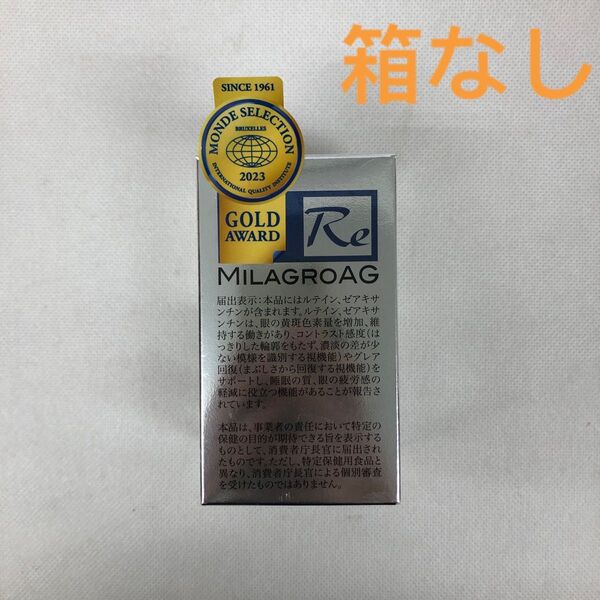 箱なし
SINCE 1961
MONDE SELECTION
BRUXELLES
2023
INTERNATIONAL QUALITY INSTITUTE
GOLD
AWARD
Re
MILAGROAG
届出表示:本品にはルテイン、ゼアキサ
ンチンが含まれます。ルテイン、ゼアキサ
ンチンは、眼の黄斑色素量を増加、維
持する働きがあり、コントラスト感度(は
っきりした輪郭をもたず、濃淡の差が少
ない模様を識別する視機能)やグレア
回復(まぶしさから回復する視機能)を
サポートし、睡眠の質、眼の疲労感の
軽減に役立つ機能があることが報告さ
れています。
本品は、事業者の責任において特定の
保健の目的が期待できる旨を表示する
ものとして、消費者庁長官に届出され
たものです。ただし、特定保健用食品と
異なり、消費者庁長官による個別審査
を受けたものではありません。